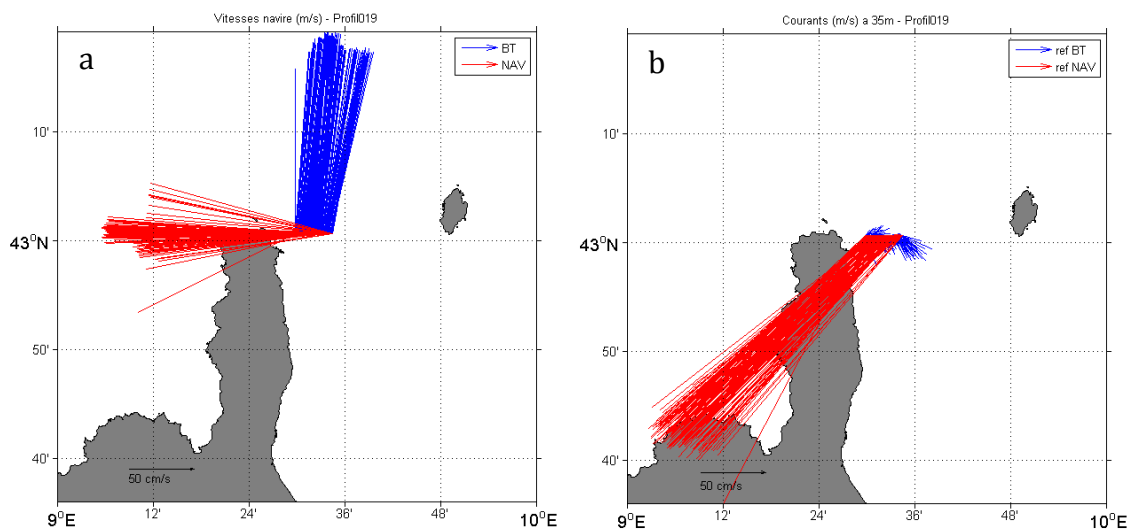 Vitesses navire (m/s) - Profil019
a
BT
NAV
10'
43°N
50'
40'
50 cm/s
9°E
12'
24'
36'
48'
10°E
Courants (m/s) a 35m - Profil019
b
ref BT
ref NAV
10'
43°N
50'
40'
50 cm/s
9°E
12'
24'
36'
48'
10°E